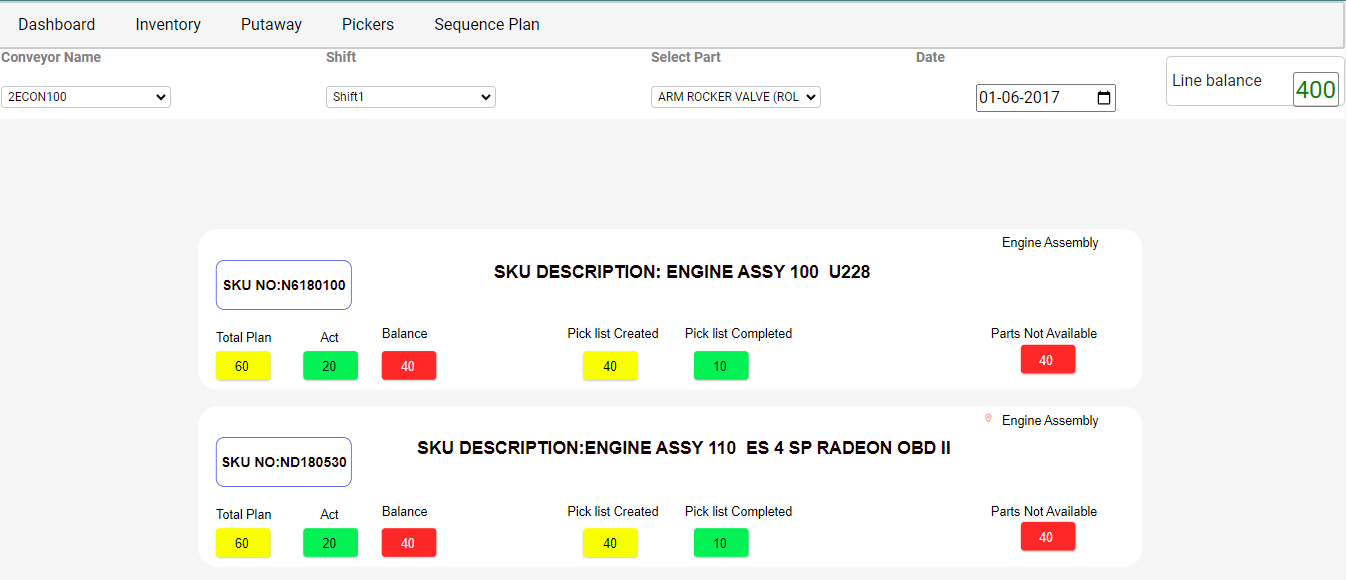 Dashboard Inventory Putaway Pickers Sequence Plan
Conveyor Name Shift Select Part Date
Line balance 400
2ECON100 Shift1 ARM ROCKER VALVE (ROL 01-06-2017
Engine Assembly
SKU DESCRIPTION: ENGINE ASSY 100 U228
SKU NO:N6180100
Total Plan Act Balance Pick list Created Pick list Completed Parts Not Available
60 20 40 40 10 40
Engine Assembly
SKU DESCRIPTION:ENGINE ASSY 110 ES 4 SP RADEON OBD II
SKU NO:ND180530
Total Plan Act Balance Pick list Created Pick list Completed Parts Not Available
60 20 40 40 10 40